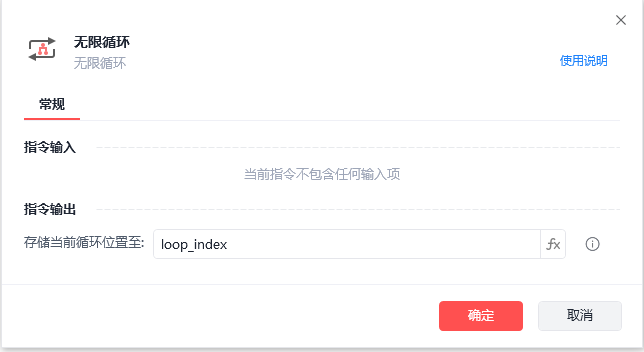 无限循环
无限循环
使用说明
常规
指令输入
当前指令不包含任何输入项
指令输出
存储当前循环位置至:
loop_index
fx
确定
取消